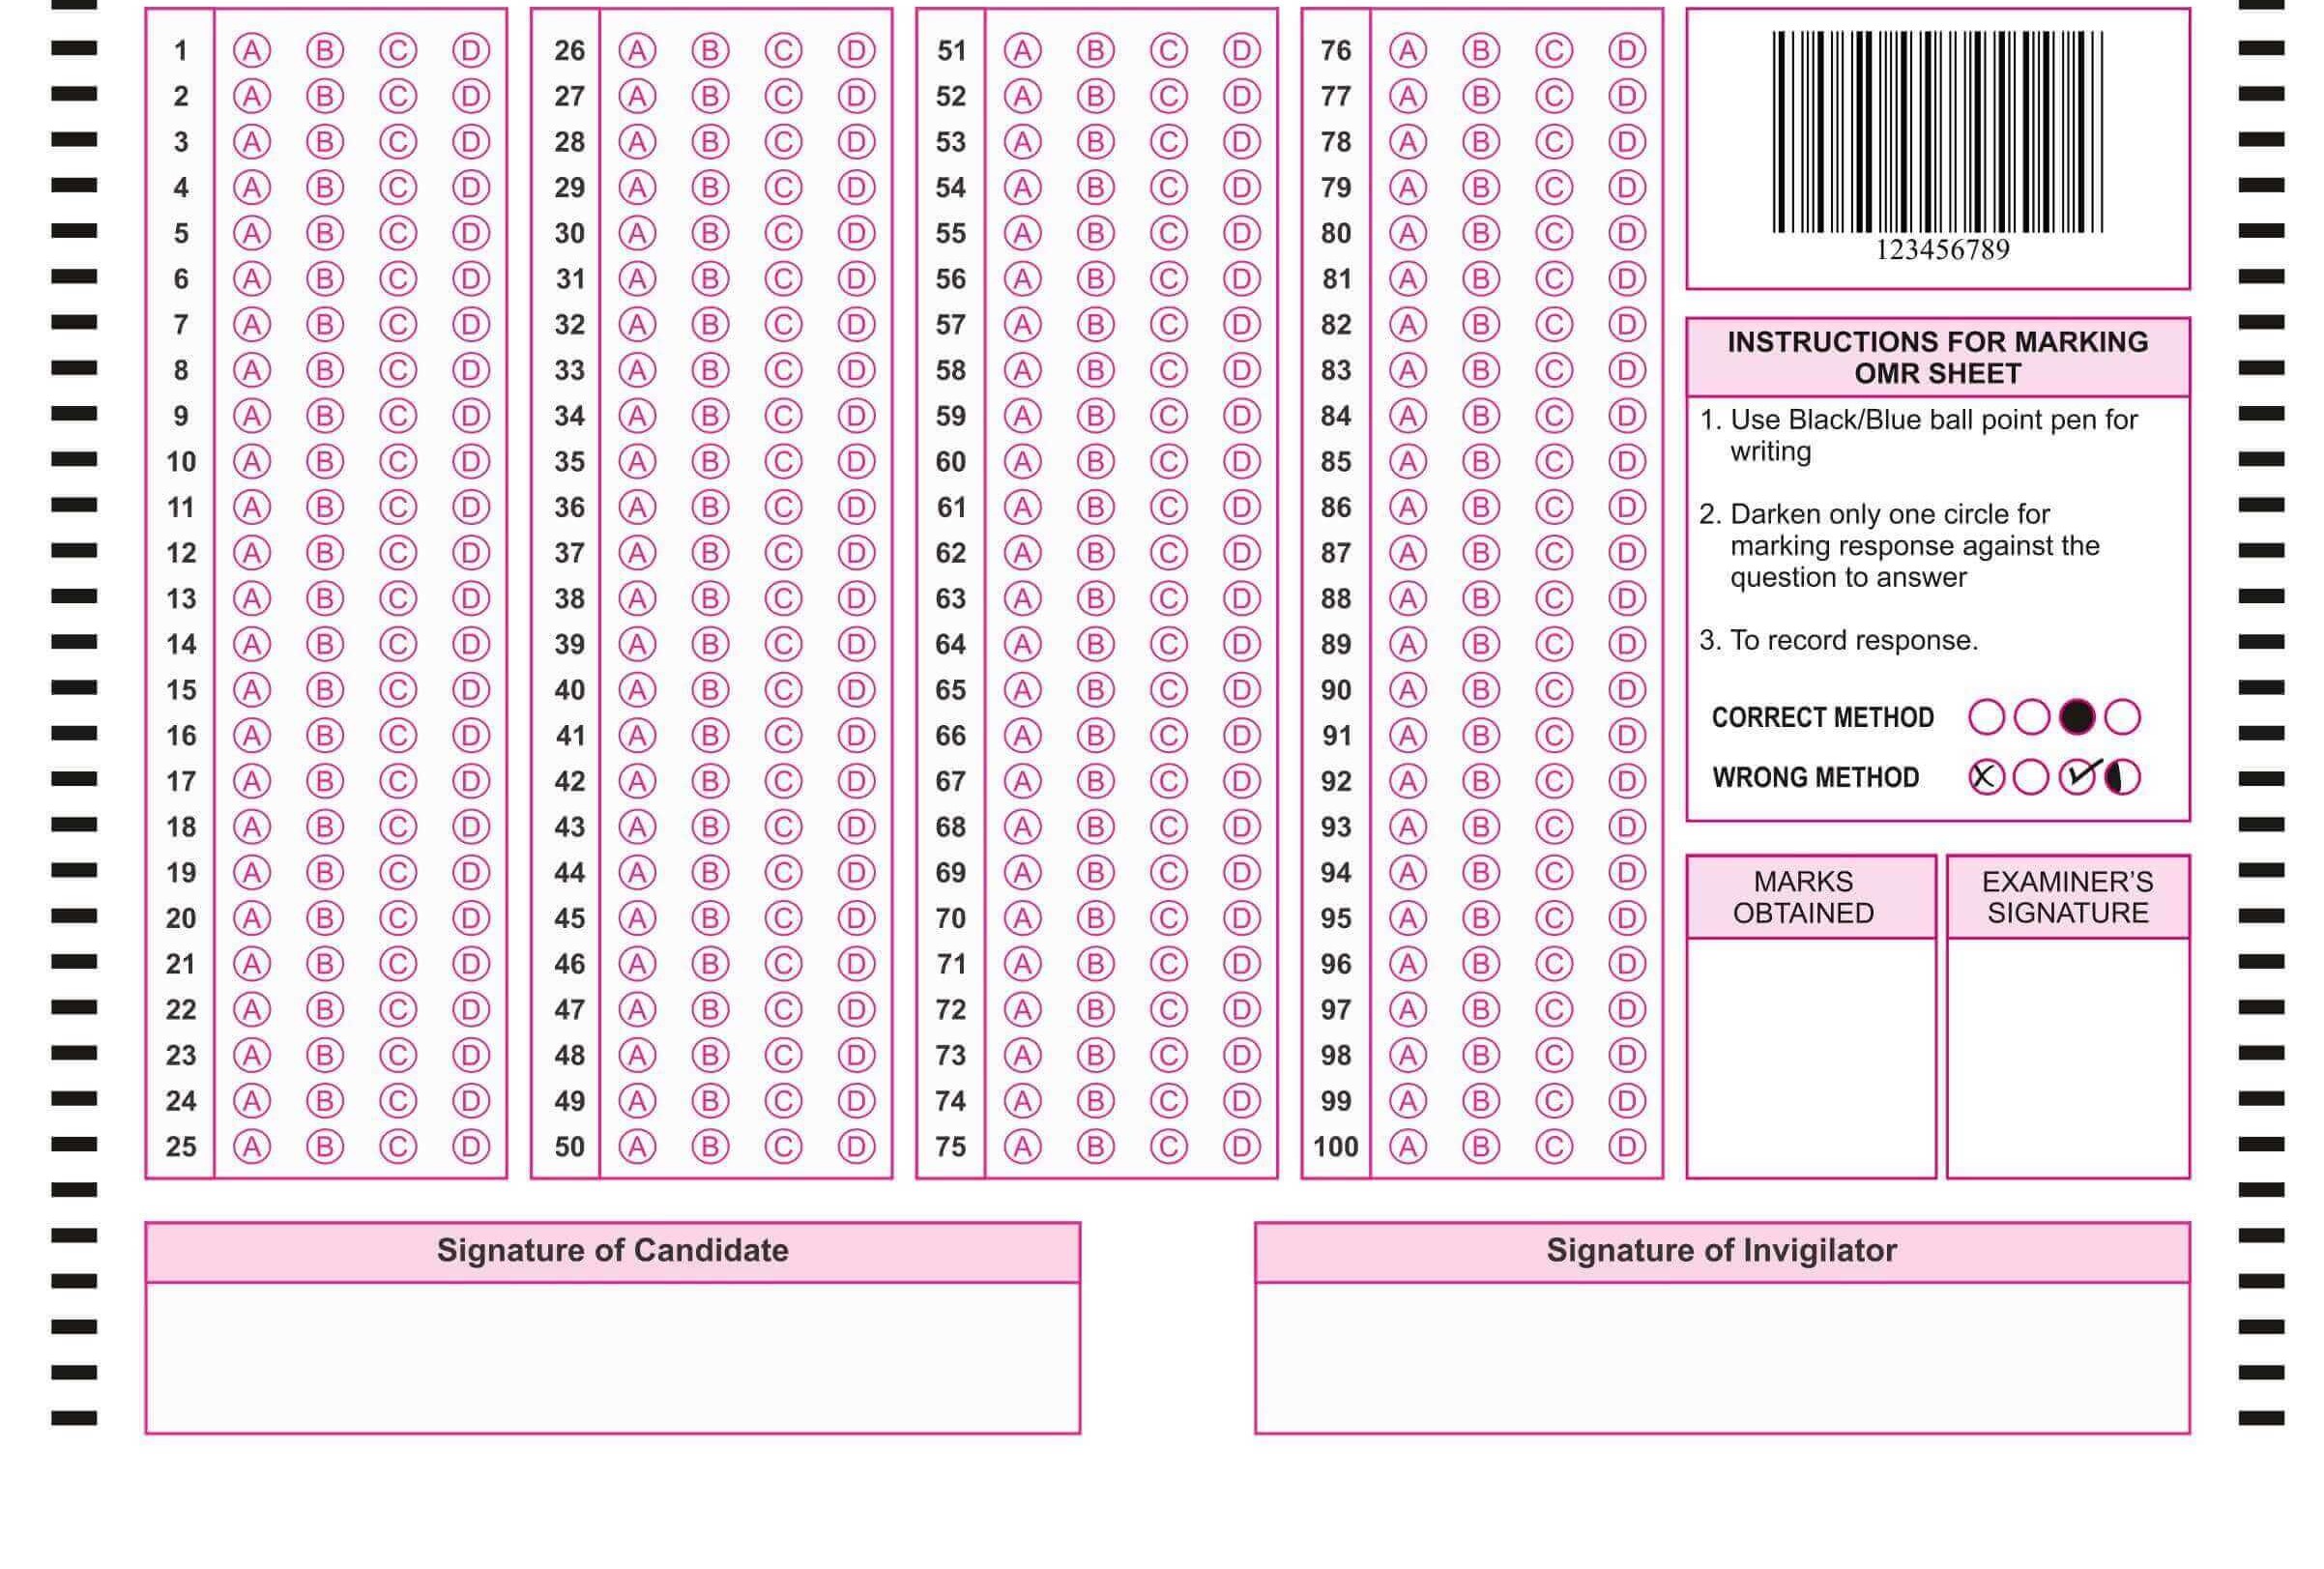 1 A B C D 26 A B C D 51 A B C D 76 A B C D
2 A B C D 27 A B C D 52 A B C D 77 A B C D
3 A B C D 28 A B C D 53 A B C D 78 A B C D
4 A B C D 29 A B C D 54 A B C D 79 A B C D
5 A B C D 30 A B C D 55 A B C D 80 A B C D
6 A B C D 31 A B C D 56 A B C D 81 A B C D
7 A B C D 32 A B C D 57 A B C D 82 A B C D
8 A B C D 33 A B C D 58 A B C D 83 A B C D
9 A B C D 34 A B C D 59 A B C D 84 A B C D
10 A B C D 35 A B C D 60 A B C D 85 A B C D
11 A B C D 36 A B C D 61 A B C D 86 A B C D
12 A B C D 37 A B C D 62 A B C D 87 A B C D
13 A B C D 38 A B C D 63 A B C D 88 A B C D
14 A B C D 39 A B C D 64 A B C D 89 A B C D
15 A B C D 40 A B C D 65 A B C D 90 A B C D
16 A B C D 41 A B C D 66 A B C D 91 A B C D
17 A B C D 42 A B C D 67 A B C D 92 A B C D
18 A B C D 43 A B C D 68 A B C D 93 A B C D
19 A B C D 44 A B C D 69 A B C D 94 A B C D
20 A B C D 45 A B C D 70 A B C D 95 A B C D
21 A B C D 46 A B C D 71 A B C D 96 A B C D
22 A B C D 47 A B C D 72 A B C D 97 A B C D
23 A B C D 48 A B C D 73 A B C D 98 A B C D
24 A B C D 49 A B C D 74 A B C D 99 A B C D
25 A B C D 50 A B C D 75 A B C D 100 A B C D
123456789
INSTRUCTIONS FOR MARKING
OMR SHEET
1. Use Black/Blue ball point pen for
writing
2. Darken only one circle for
marking response against the
question to answer
3. To record response.
CORRECT METHOD
WRONG METHOD
MARKS
OBTAINED
EXAMINER’S
SIGNATURE
Signature of Candidate
Signature of Invigilator